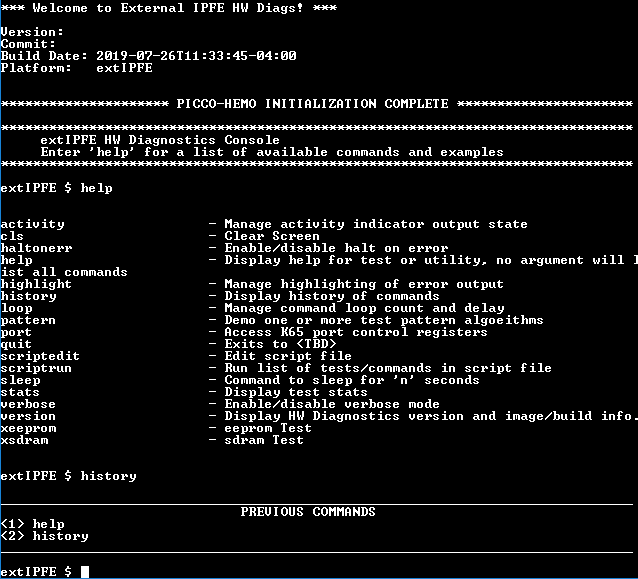 *** Welcome to External IPFE HW Diags! ***
Version:
Commit:
Build Date: 2019-07-26T11:33:45-04:00
Platform:   extIPFE
********************* PICCO-HEMO INITIALIZATION COMPLETE **********************
*******************************************************************************
     extIPFE HW Diagnostics Console
     Enter 'help' for a list of available commands and examples
*******************************************************************************
extIPFE $ help
activity                  - Manage activity indicator output state
cls                       - Clear Screen
haltonerr                 - Enable/disable halt on error
help                      - Display help for test or utility, no argument will l
ist all commands
highlight                 - Manage highlighting of error output
history                   - Display history of commands
loop                      - Manage command loop count and delay
pattern                   - Demo one or more test pattern algoeithms
port                      - Access K65 port control registers
quit                      - Exits to <TBD>
scriptedit                - Edit script file
scriptrun                 - Run list of tests/commands in script file
sleep                     - Command to sleep for 'n' seconds
stats                     - Display test stats
verbose                   - Enable/disable verbose mode
version                   - Display HW Diagnostics version and image/build info.
xeeprom                   - eeprom Test
xsdram                    - sdram Test
extIPFE $ history
PREVIOUS COMMANDS
<1> help
<2> history
extIPFE $